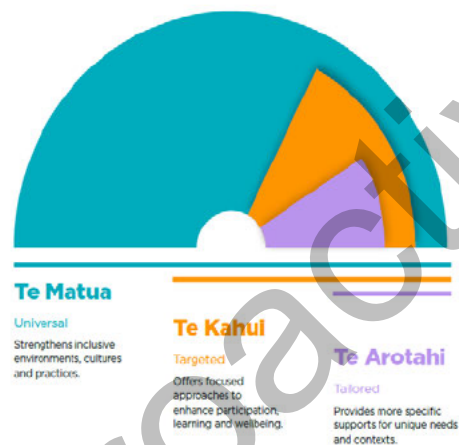 Te Matua
Universal
Strengthens inclusive
environments, cultures
and practices.
Te Kahui
Targeted
Offers focused
approaches to
enhance participation,
learning and wellbeing.
Te Arotahi
Tailored
Provides more specific
supports for unique needs
and contexts.